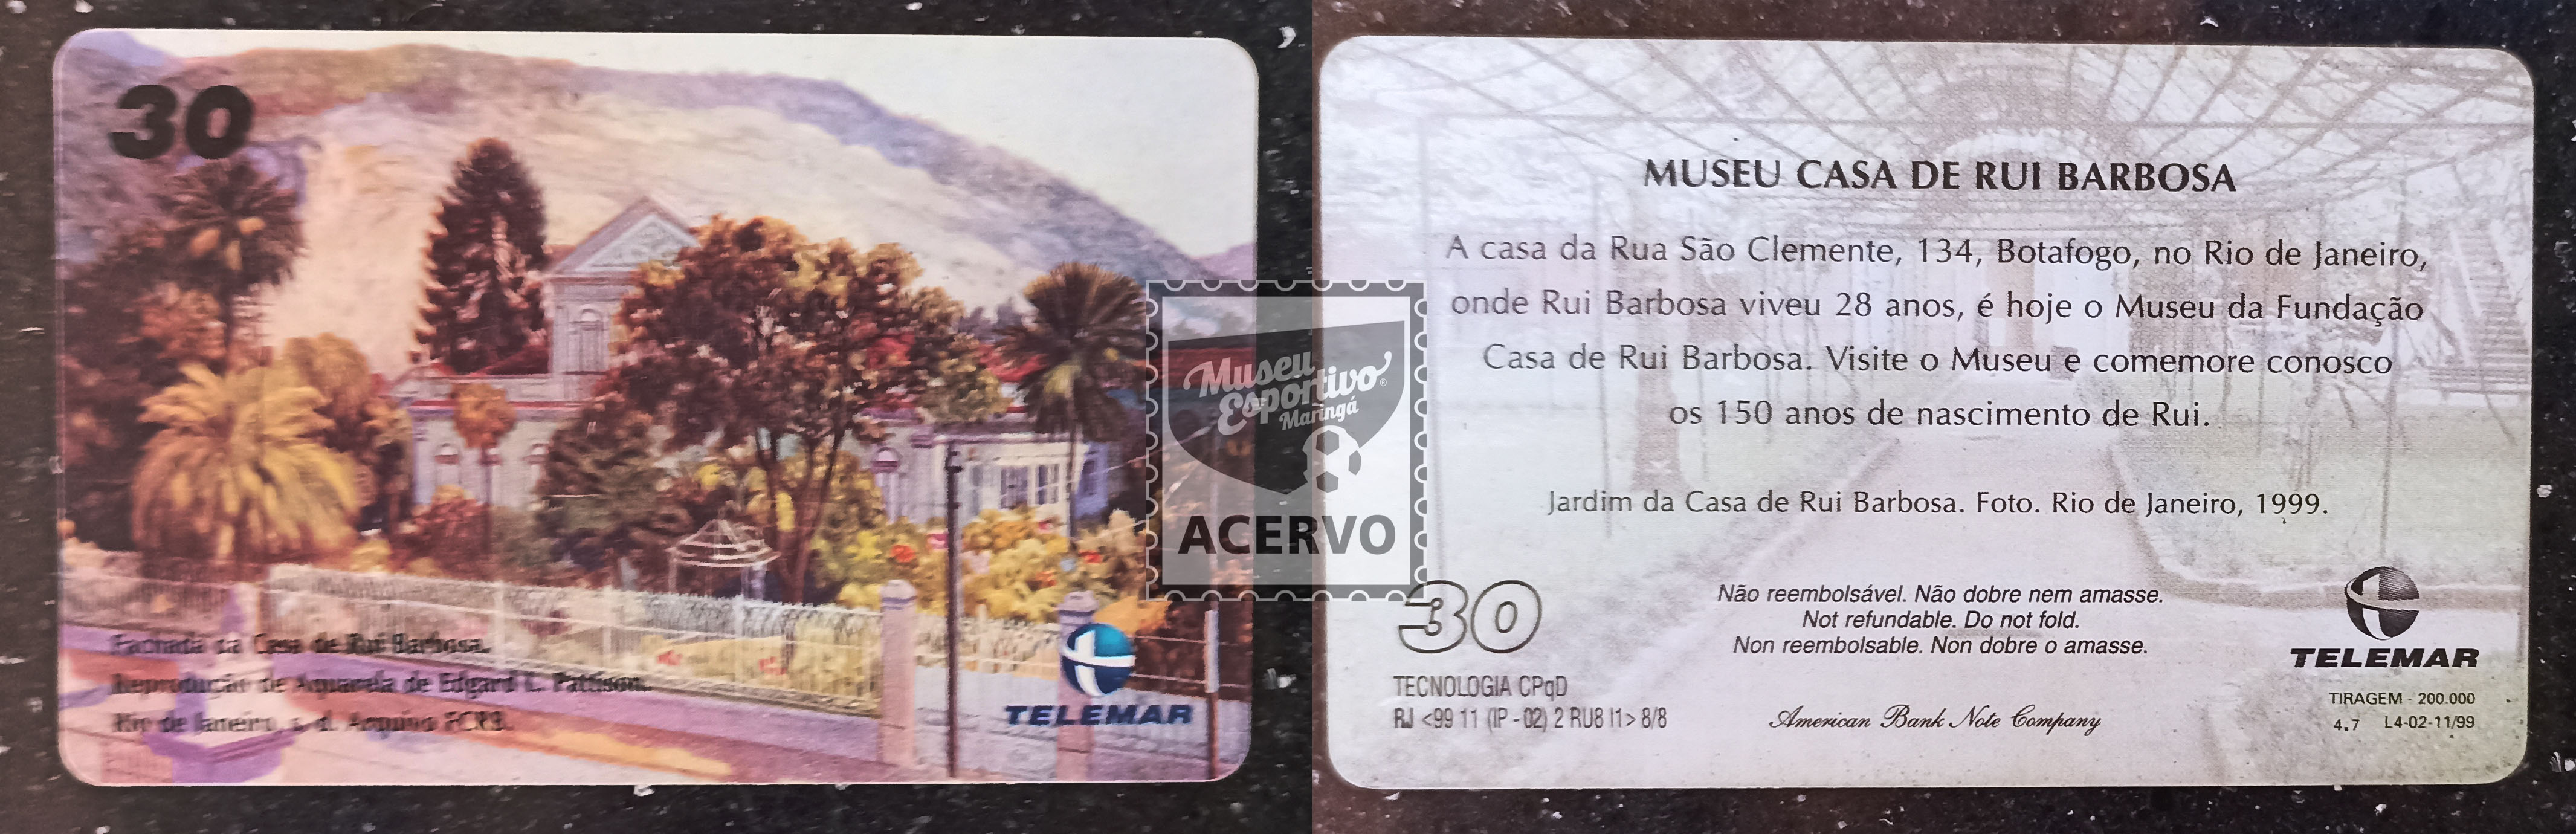 30
Fachada da Casa de Rui Barbosa.
Reprodução de Aquarela de Edgard L. Pattison.
Rio de Janeiro, s. d. Arquivo FCRB.
TELEMAR
Museu
Esportivo®
Maringá
ACERVO
MUSEU CASA DE RUI BARBOSA
A casa da Rua São Clemente, 134, Botafogo, no Rio de Janeiro,
onde Rui Barbosa viveu 28 anos, é hoje o Museu da Fundação
Casa de Rui Barbosa. Visite o Museu e comemore conosco
os 150 anos de nascimento de Rui.
Jardim da Casa de Rui Barbosa. Foto. Rio de Janeiro, 1999.
30
Não reembolsável. Não dobre nem amasse.
Not refundable. Do not fold.
Non reembolsable. Non dobre o amasse.
TELEMAR
TECNOLOGIA CPqD
RJ <99 11 (IP - 02) 2 RU8 I1> 8/8
American Bank Note Company
TIRAGEM - 200.000
4.7 L4-02-11/99